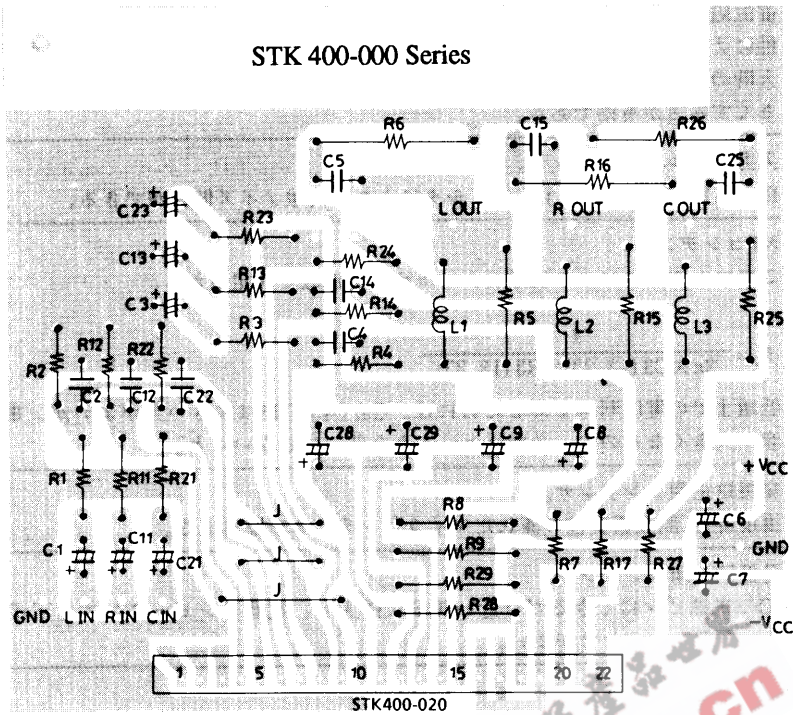 STK 400-000 Series
R6 C15 R26
C5 R16 C25
L OUT R OUT C OUT
C23 + R23
C13 + R24
R13 C14
R14
C3 + R3 C4
R4
L1 R5 L2 R15 L3 R25
R2 R12 R22
C2 C12 C22
C28 + + C29 + C9 + C8
+ VCC
R1 R11 R21
J R8 + C6
C1 + C11 + C21 +
J R9 R7 R17 R27 GND
R29 + C7
J R28
GND L IN R IN C IN
-VCC
1 5 10 15 20 22
STK400-020
.cn